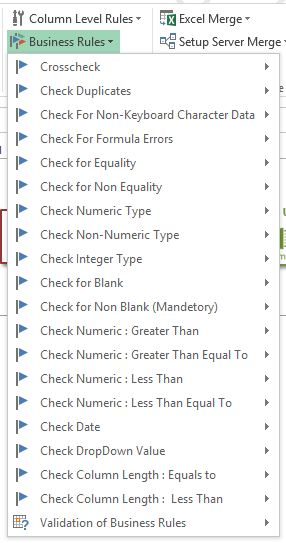 Column Level Rules
Excel Merge
Business Rules
Setup Server Merge
Crosscheck
Check Duplicates
Check For Non-Keyboard Character Data
Check For Formula Errors
Check for Equality
Check for Non Equality
Check Numeric Type
Check Non-Numeric Type
Check Integer Type
Check for Blank
Check for Non Blank (Mandetory)
Check Numeric : Greater Than
Check Numeric : Greater Than Equal To
Check Numeric : Less Than
Check Numeric : Less Than Equal To
Check Date
Check DropDown Value
Check Column Length : Equals to
Check Column Length :  Less Than
Validation of Business Rules